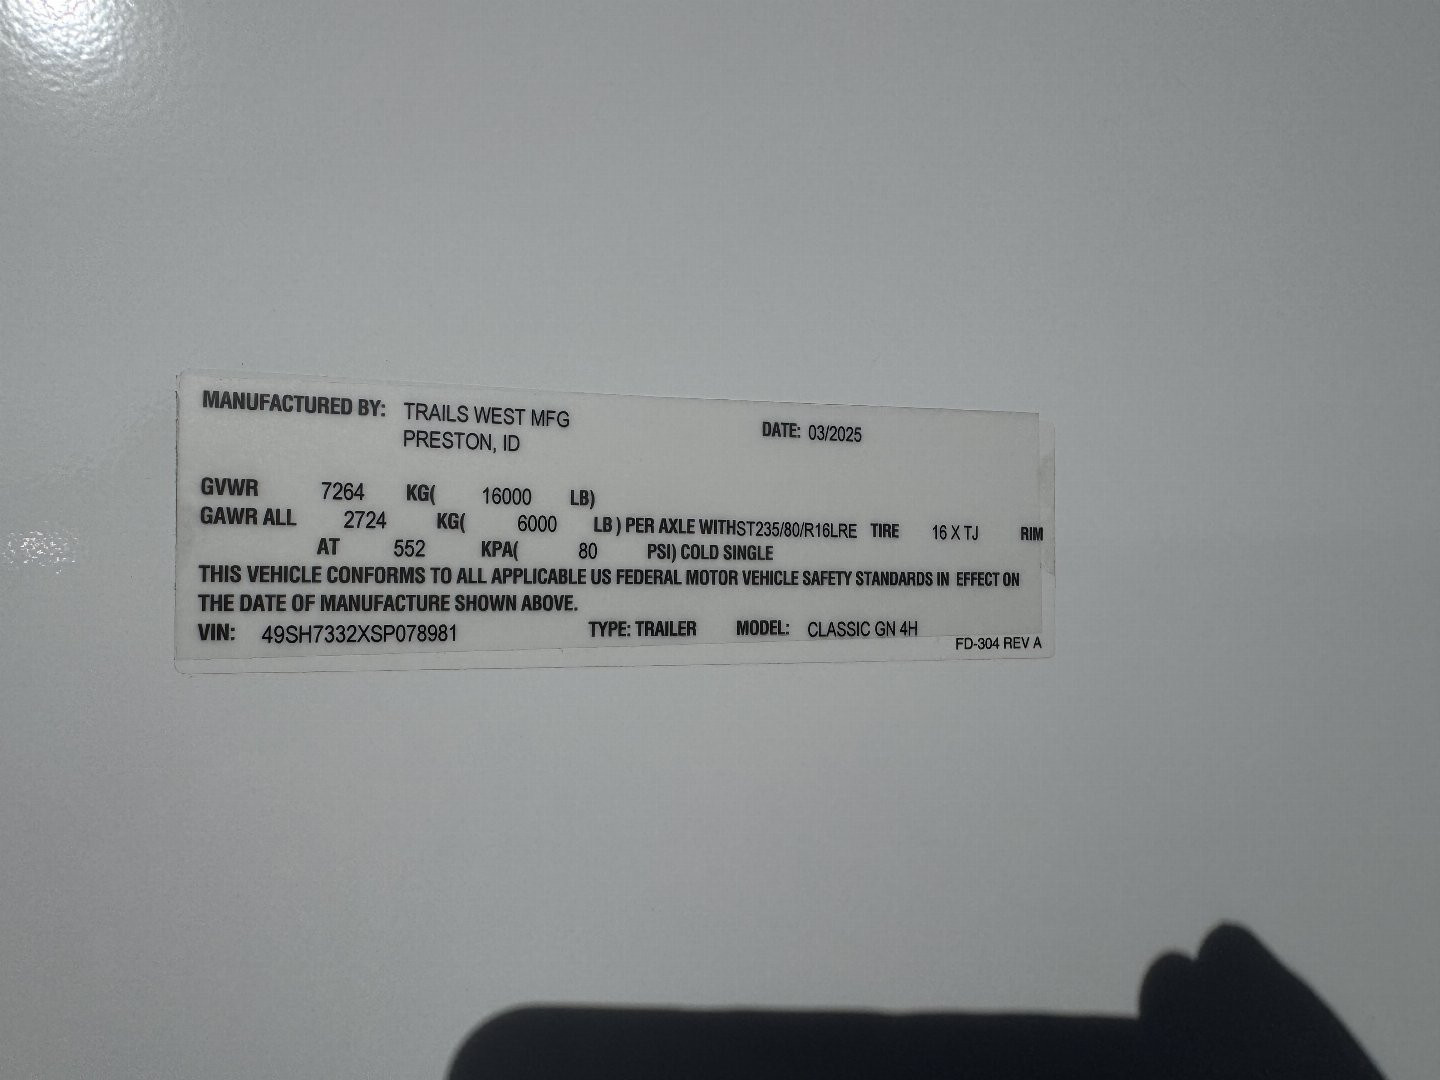 MANUFACTURED BY: TRAILS WEST MFG DATE: 03/2025
PRESTON, ID
GVWR 7264 KG( 16000 LB)
GAWR ALL 2724 KG( 6000 LB ) PER AXLE WITHST235/80/R16LRE TIRE 16 X TJ RIM
AT 552 KPA( 80 PSI) COLD SINGLE
THIS VEHICLE CONFORMS TO ALL APPLICABLE US FEDERAL MOTOR VEHICLE SAFETY STANDARDS IN EFFECT ON
THE DATE OF MANUFACTURE SHOWN ABOVE.
VIN: 49SH7332XSP078981 TYPE: TRAILER MODEL: CLASSIC GN 4H
FD-304 REV A